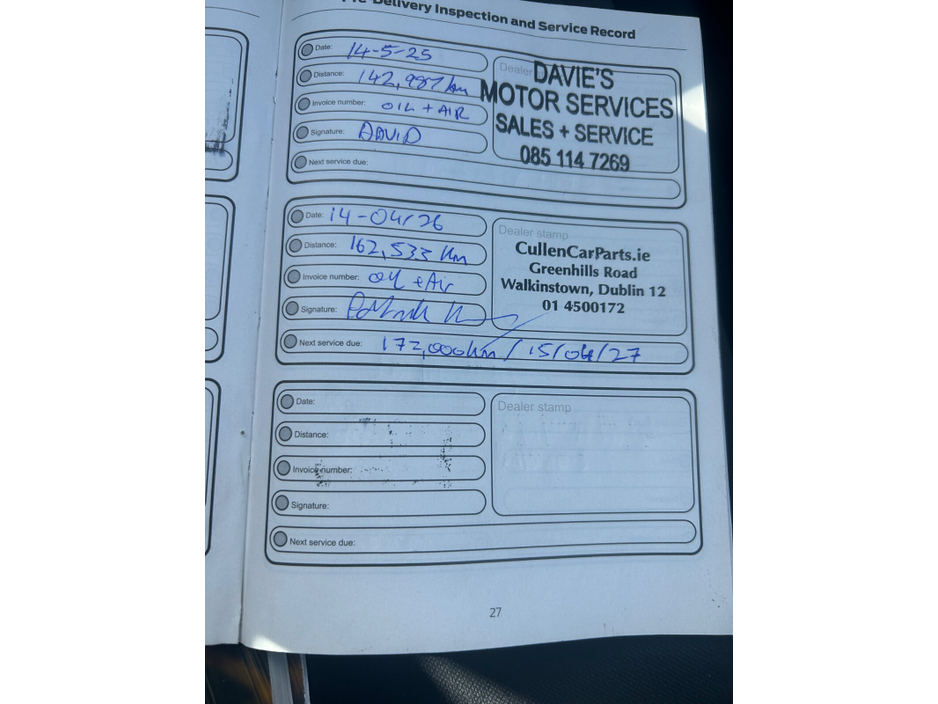 Pre-Delivery Inspection and Service Record
Date: 14-5-25
Distance: 142,987 km
Invoice number: OIL + AIR
Signature: DAVID
Next service due:
Dealer
DAVIE'S
MOTOR SERVICES
SALES + SERVICE
085 114 7269
Date: 14-04/26
Distance: 162,533 km
Invoice number: Oil + Air
Signature:
Next service due: 172,000km / 15/04/27
Dealer stamp
CullenCarParts.ie
Greenhills Road
Walkinstown, Dublin 12
01 4500172
Date:
Distance:
Invoice number:
Signature:
Next service due:
Dealer stamp
27